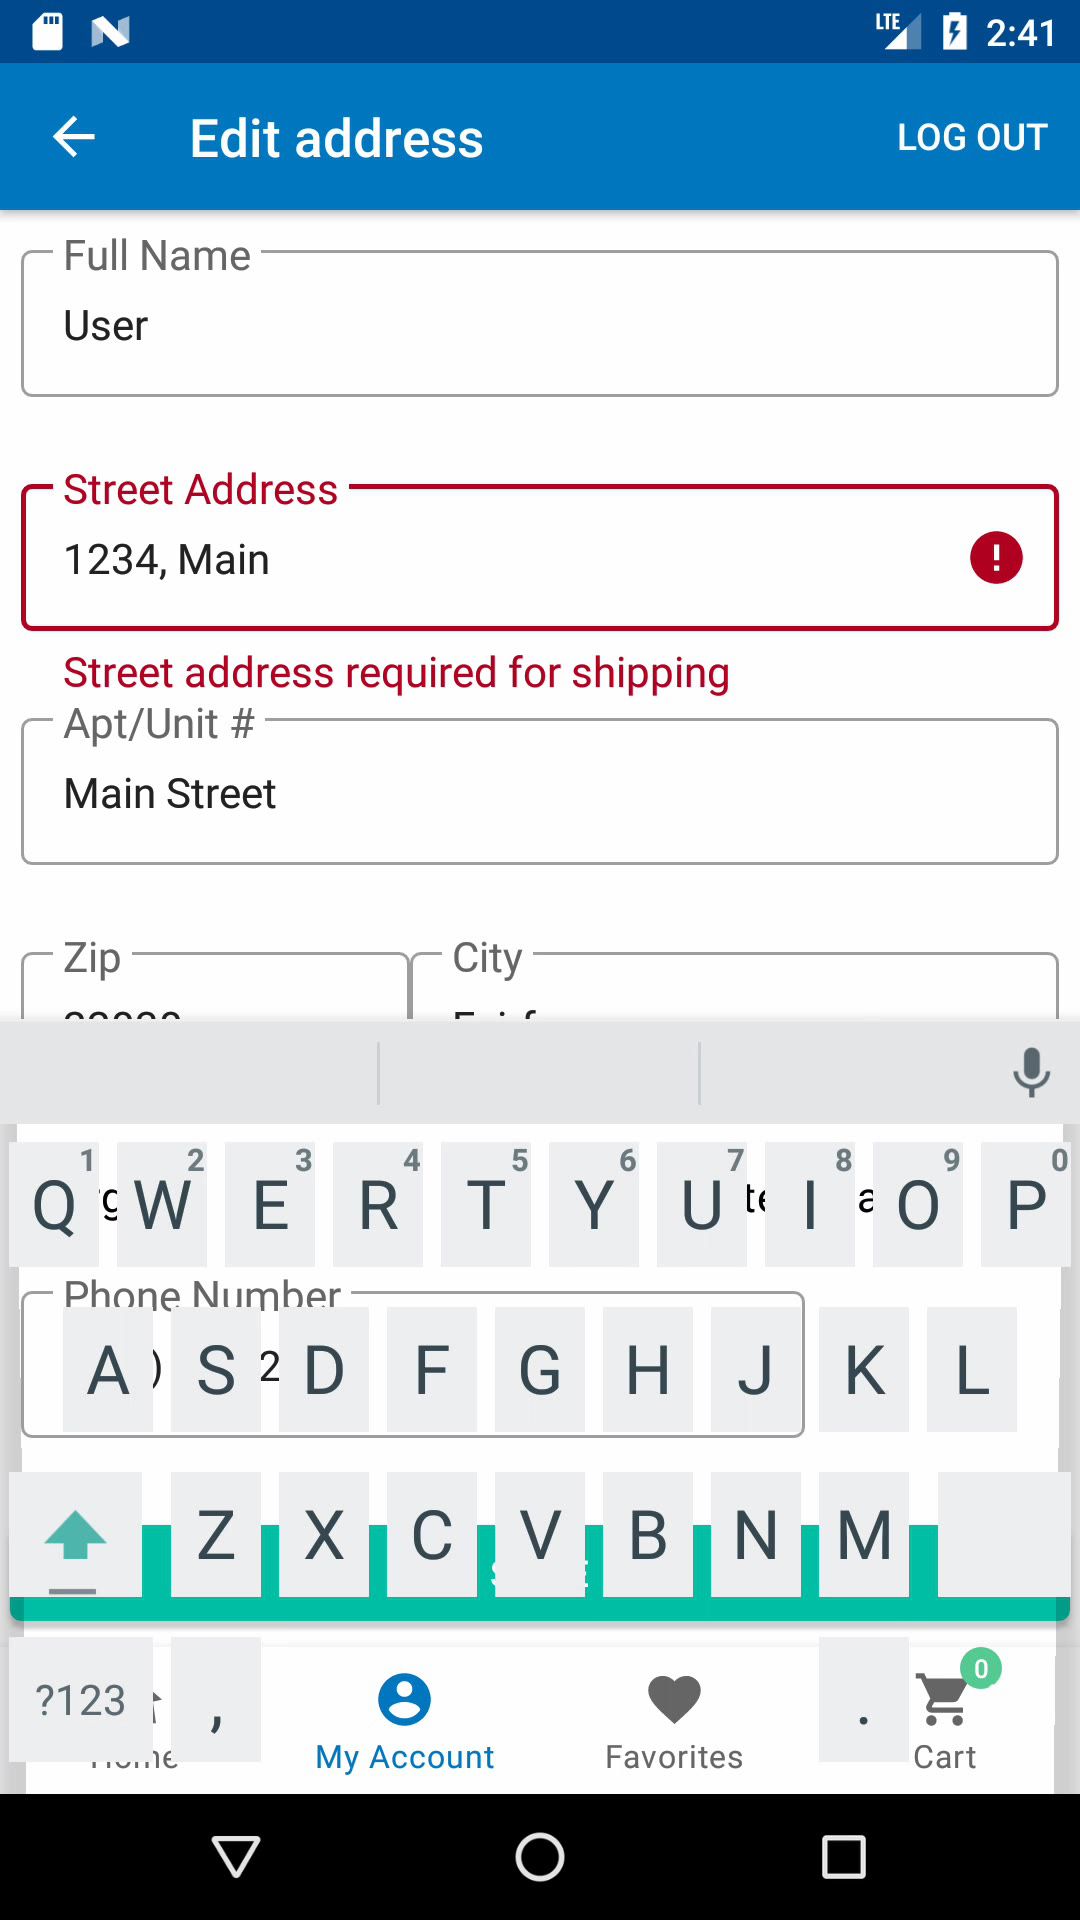 LTE 2:41
Edit address LOG OUT
Full Name
User
Street Address
1234, Main
!
Street address required for shipping
Apt/Unit #
Main Street
Zip City
Q 1 W 2 E 3 R 4 T 5 Y 6 U 7 I 8 O 9 P 0
Phone Number
A S D F G H J K L
Z X C V B N M
?123 , . 0
Home My Account Favorites Cart